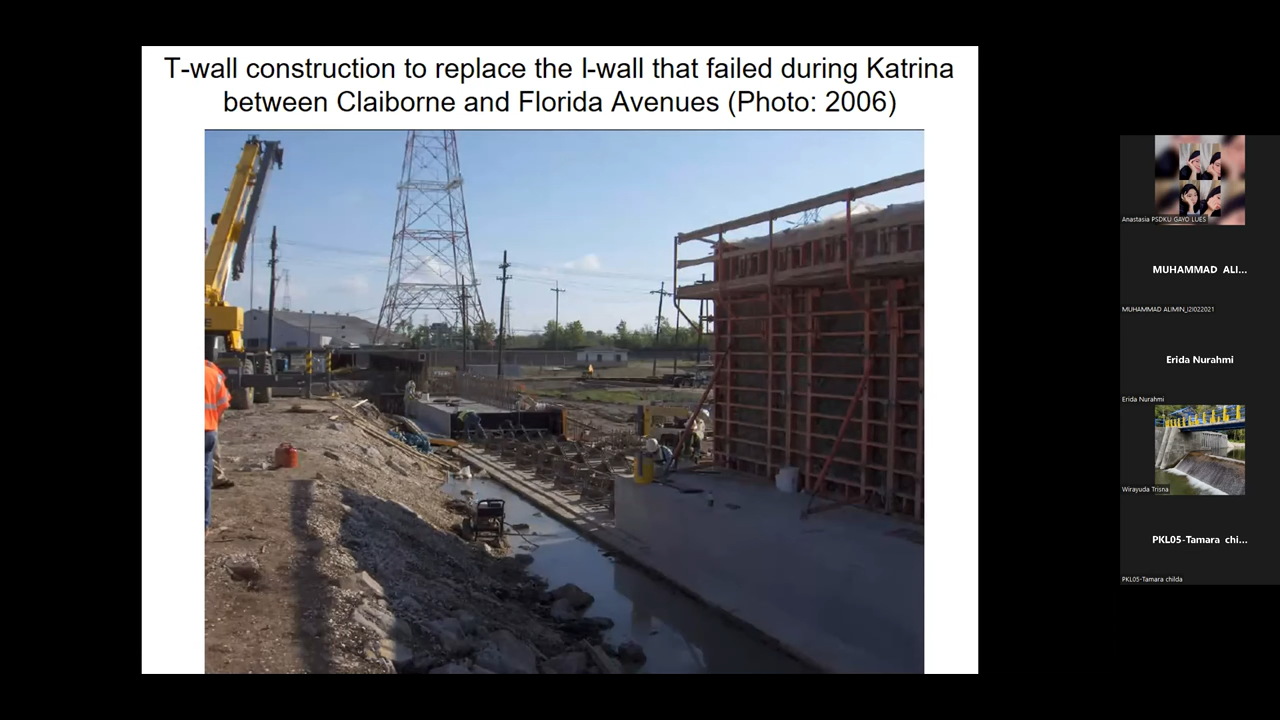 T-wall construction to replace the I-wall that failed during Katrina
between Claiborne and Florida Avenues (Photo: 2006)
Anastasia PSDKU GAYO LUES
MUHAMMAD ALI...
MUHAMMAD ALIMIN_I2I022021
Erida Nurahmi
Erida Nurahmi
Wirayuda Trisna
PKL05-Tamara chi...
PKL05-Tamara childa